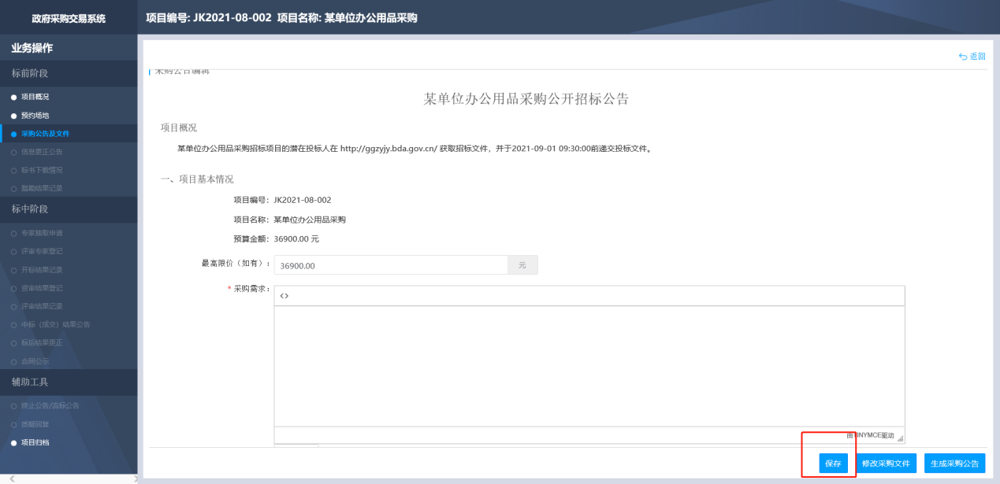 政府采购交易系统
项目编号: JK2021-08-002 项目名称: 某单位办公用品采购
业务操作
标前阶段
项目概况
预约场地
采购公告及文件
信息更正公告
标书下载情况
踏勘结果记录
标中阶段
专家抽取申请
评审专家登记
开标结果记录
资审结果登记
评审结果记录
中标（成交）结果公告
标后结果更正
合同公示
辅助工具
终止公告/流标公告
质疑回复
项目归档
返回
采购公告编辑
某单位办公用品采购公开招标公告
项目概况
某单位办公用品采购招标项目的潜在投标人在 http://ggzyjy.bda.gov.cn/ 获取招标文件，并于2021-09-01 09:30:00前递交投标文件。
一、项目基本情况
项目编号： JK2021-08-002
项目名称： 某单位办公用品采购
预算金额： 36900.00 元
最高限价（如有）： 36900.00 元
* 采购需求：
<>
由TINYMCE驱动
保存 修改采购文件 生成采购公告